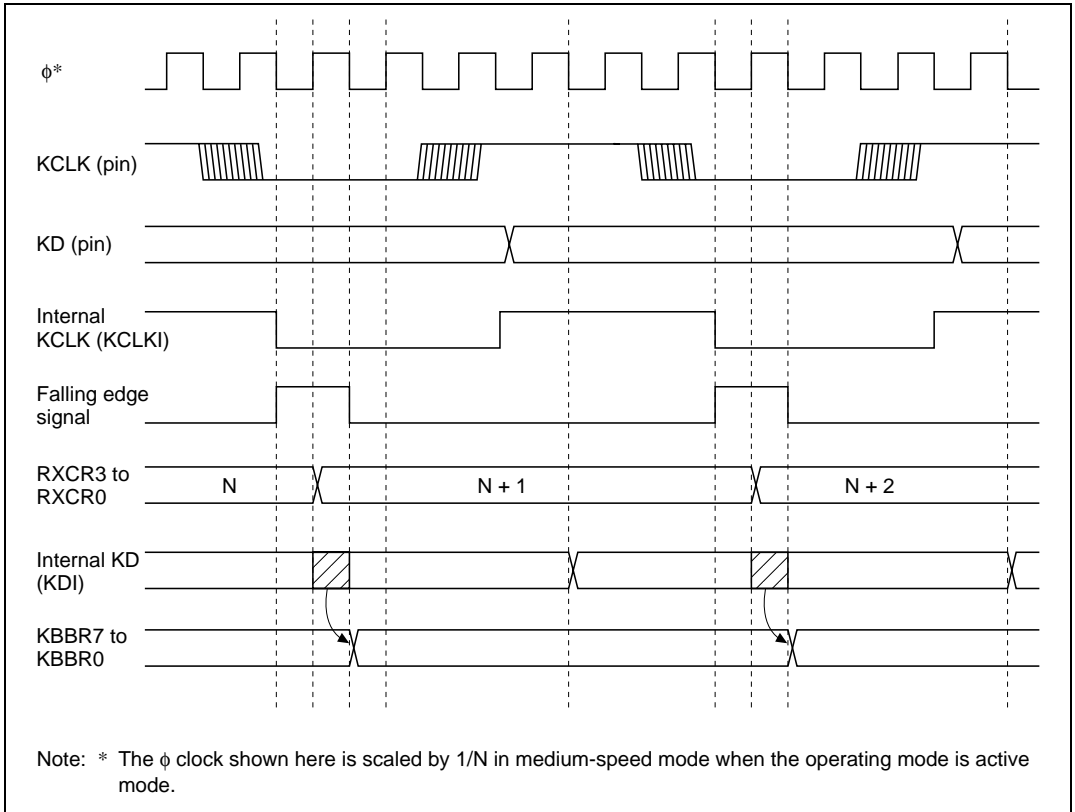 ϕ*
KCLK (pin)
KD (pin)
Internal
KCLK (KCLKI)
Falling edge
signal
RXCR3 to
RXCR0
N
N + 1
N + 2
Internal KD
(KDI)
KBBR7 to
KBBR0
Note: * The ϕ clock shown here is scaled by 1/N in medium-speed mode when the operating mode is active
mode.